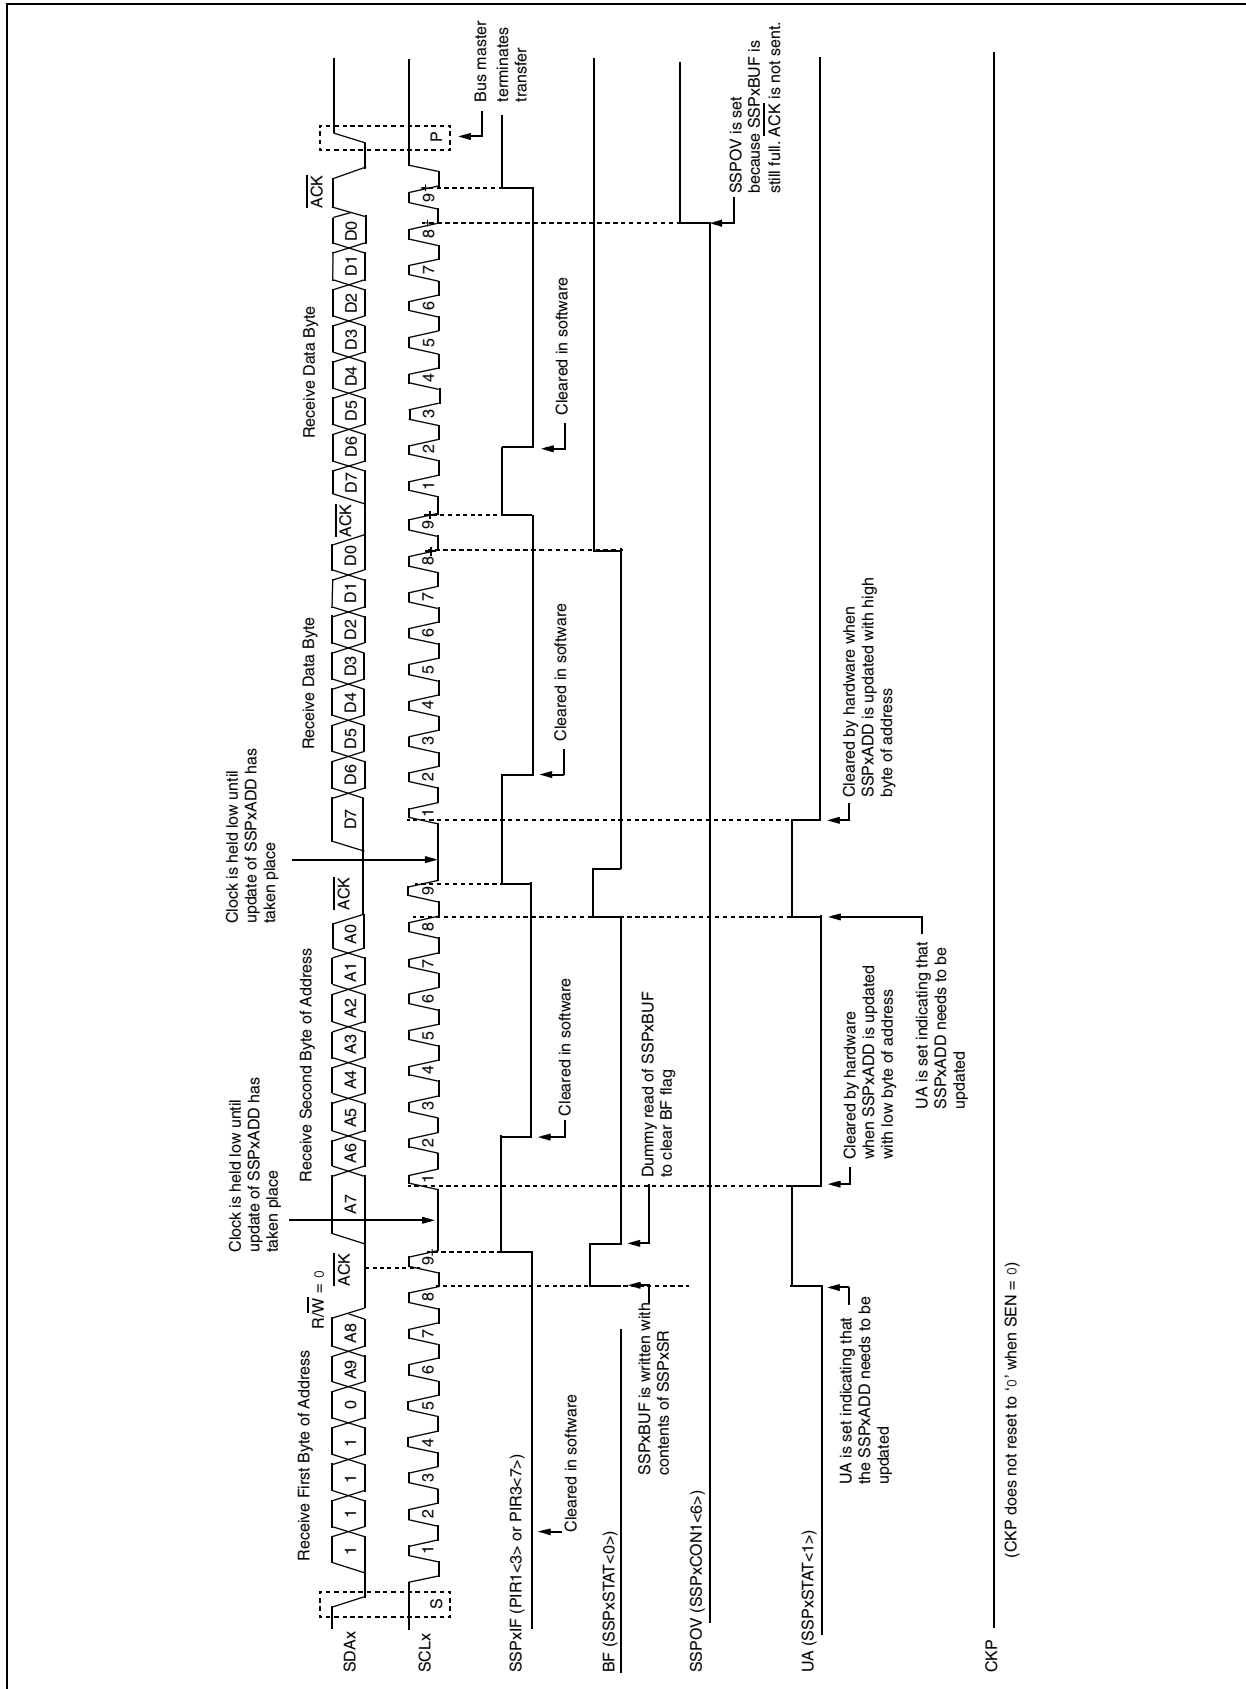 Receive First Byte of Address
R/W = 0
ACK
Clock is held low until
update of SSPxADD has
taken place
Receive Second Byte of Address
ACK
Clock is held low until
update of SSPxADD has
taken place
Receive Data Byte
ACK
Receive Data Byte
ACK
SDAx
1 1 1 1 0 A9 A8
A7 A6 A5 A4 A3 A2 A1 A0
D7 D6 D5 D4 D3 D2 D1 D0
D7 D6 D5 D4 D3 D2 D1 D0
SCLx
S
1 2 3 4 5 6 7 8 9
1 2 3 4 5 6 7 8 9
1 2 3 4 5 6 7 8 9
1 2 3 4 5 6 7 8 9
P
Bus master
terminates
transfer
SSPxIF (PIR1<3> or PIR3<7>)
Cleared in software
Cleared in software
Cleared in software
Cleared in software
BF (SSPxSTAT<0>)
SSPxBUF is written with
contents of SSPxSR
Dummy read of SSPxBUF
to clear BF flag
SSPOV (SSPxCON1<6>)
SSPOV is set
because SSPxBUF is
still full. ACK is not sent.
UA (SSPxSTAT<1>)
UA is set indicating that
the SSPxADD needs to be
updated
Cleared by hardware
when SSPxADD is updated
with low byte of address
UA is set indicating that
SSPxADD needs to be
updated
Cleared by hardware when
SSPxADD is updated with high
byte of address
CKP
(CKP does not reset to ‘0’ when SEN = 0)